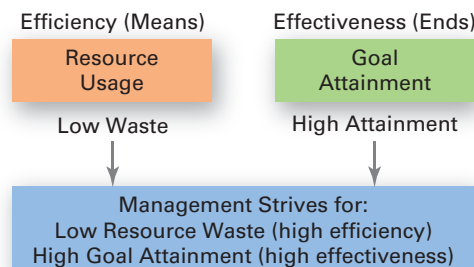 Efficiency (Means)
Effectiveness (Ends)
Resource
Usage
Goal
Attainment
Low Waste
High Attainment
Management Strives for:
Low Resource Waste (high efficiency)
High Goal Attainment (high effectiveness)